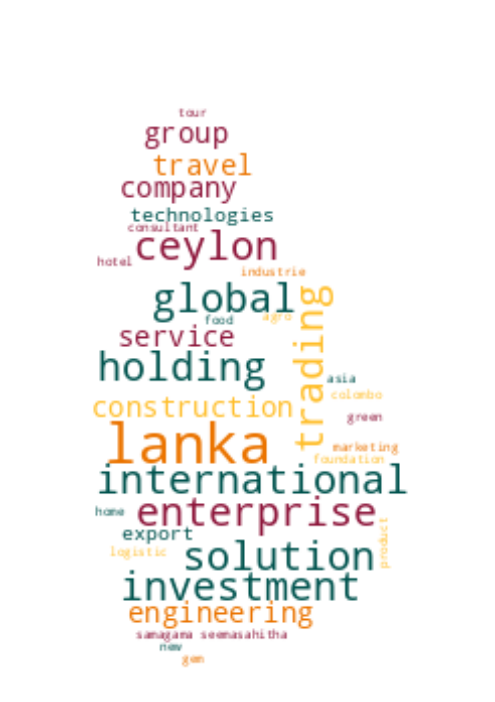 tour
group
travel
company
technologies
consultant
ceylon
hotel
industrie
global
trading
agro
food
service
holding
asia
colombo
construction
green
lanka
marketing
foundation
international
home
enterprise
export
product
logistic
solution
investment
engineering
samagama seemasahitha
new
gem